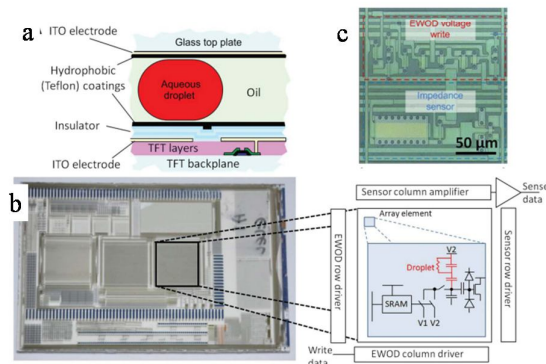 a
ITO electrode
Glass top plate
Hydrophobic
(Teflon) coatings
Aqueous
droplet
Oil
Insulator
TFT layers
ITO electrode
TFT backplane
c
EWOD voltage
write
Impedance
sensor
50 µm
b
Sensor column amplifier
Sense
data
EWOD row driver
Array element
V2
Droplet
SRAM
V1 V2
Sensor row driver
Write
data
EWOD column driver